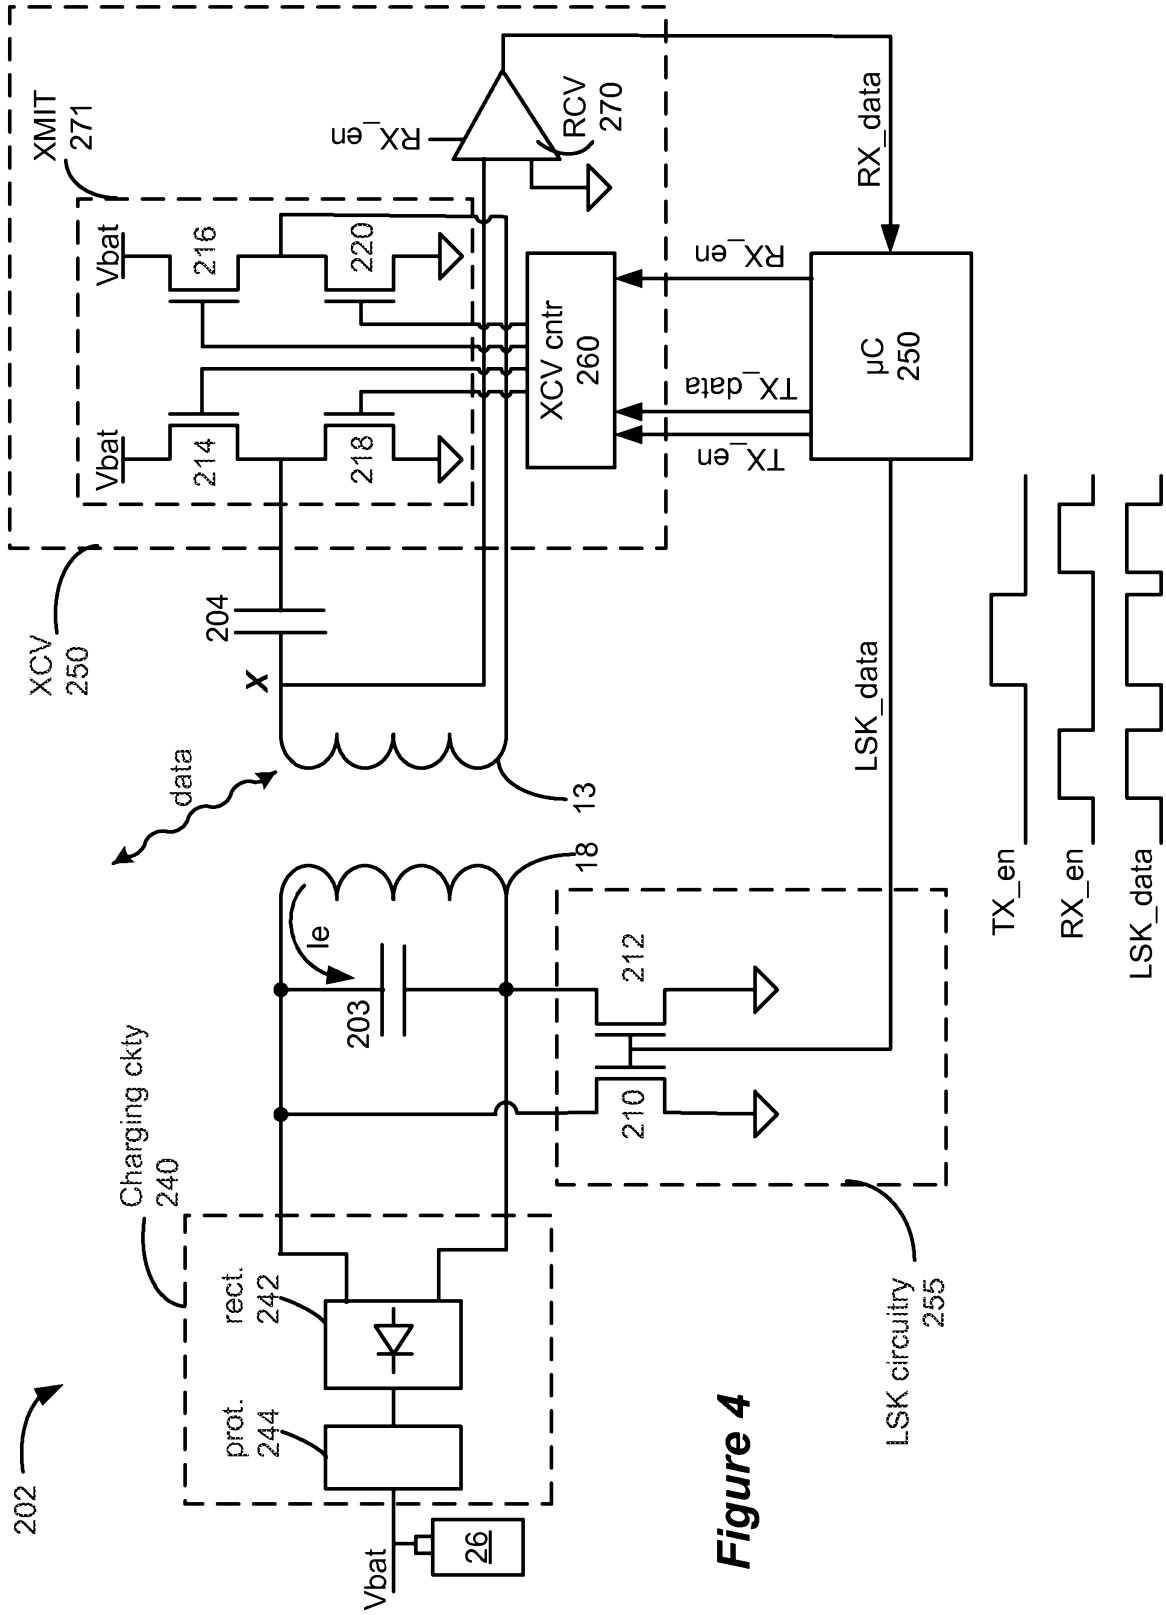 202
Charging ckty
240
prot.
244
rect.
242
Vbat
26
Ie
203
18
210
212
LSK circuitry
255
data
13
X
204
XCV
250
XMIT
271
Vbat
214
218
Vbat
216
220
RX_en
RCV
270
XCV cntr
260
TX_en
TX_data
RX_en
RX_data
µC
250
LSK_data
TX_en
RX_en
LSK_data
Figure 4